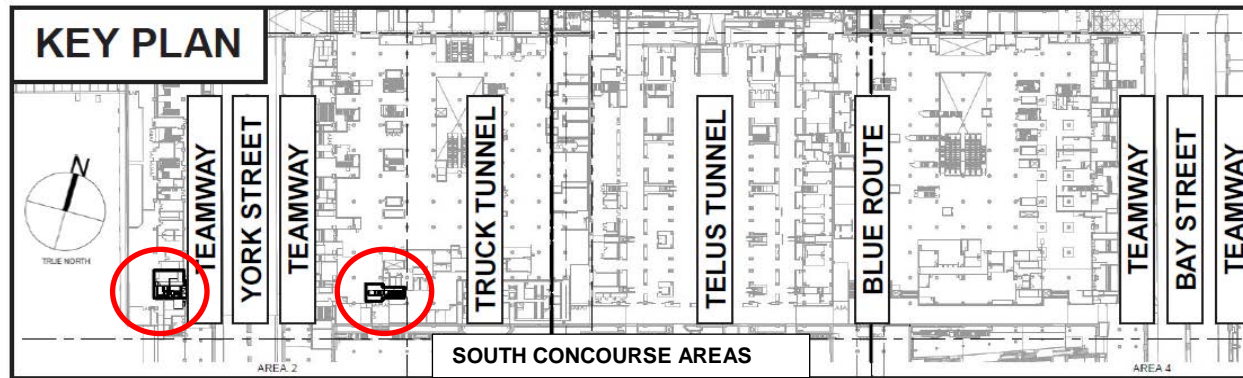 KEY PLAN
N
TRUE NORTH
TEAMWAY
YORK STREET
TEAMWAY
TRUCK TUNNEL
TELUS TUNNEL
BLUE ROUTE
TEAMWAY
BAY STREET
TEAMWAY
SOUTH CONCOURSE AREAS
AREA 2
AREA 4